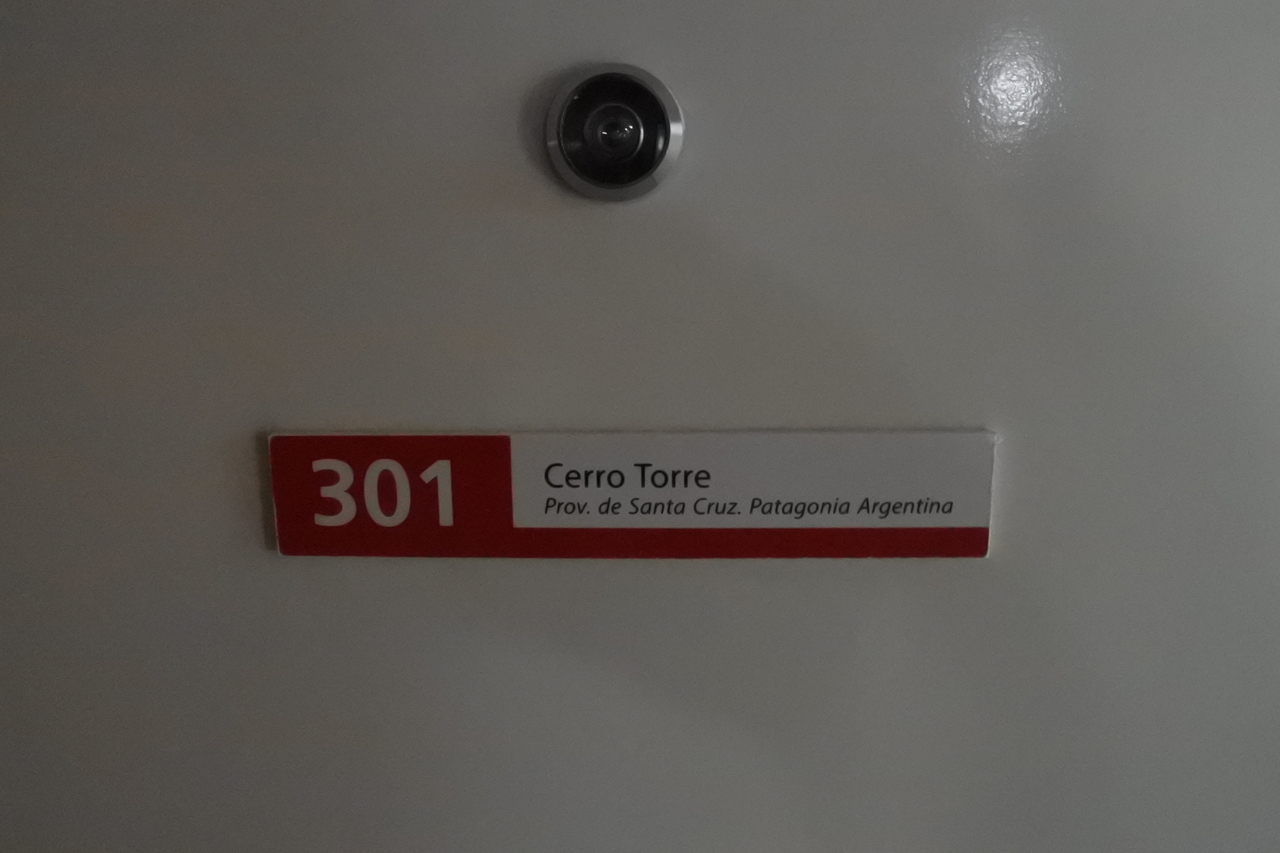 301
Cerro Torre
Prov. de Santa Cruz. Patagonia Argentina